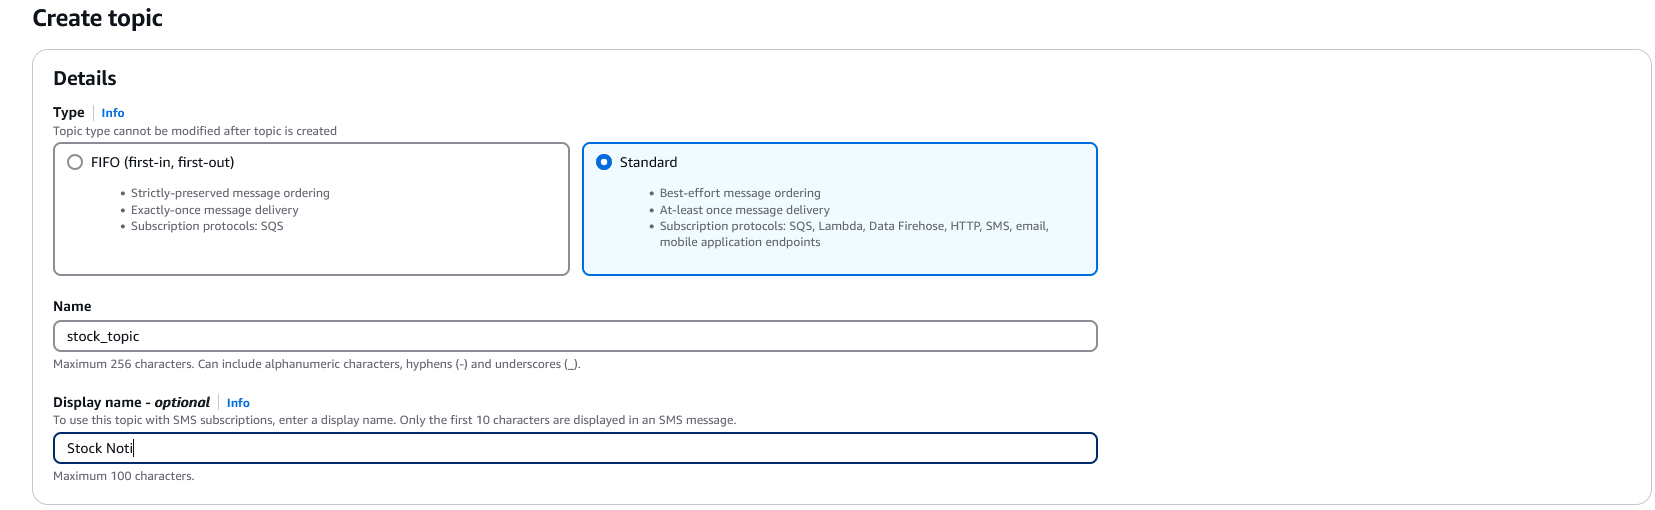 Create topic
Details
Type Info
Topic type cannot be modified after topic is created
FIFO (first-in, first-out)
• Strictly-preserved message ordering
• Exactly-once message delivery
• Subscription protocols: SQS
Standard
• Best-effort message ordering
• At-least once message delivery
• Subscription protocols: SQS, Lambda, Data Firehose, HTTP, SMS, email,
mobile application endpoints
Name
stock_topic
Maximum 256 characters. Can include alphanumeric characters, hyphens (-) and underscores (_).
Display name - optional Info
To use this topic with SMS subscriptions, enter a display name. Only the first 10 characters are displayed in an SMS message.
Stock Noti
Maximum 100 characters.